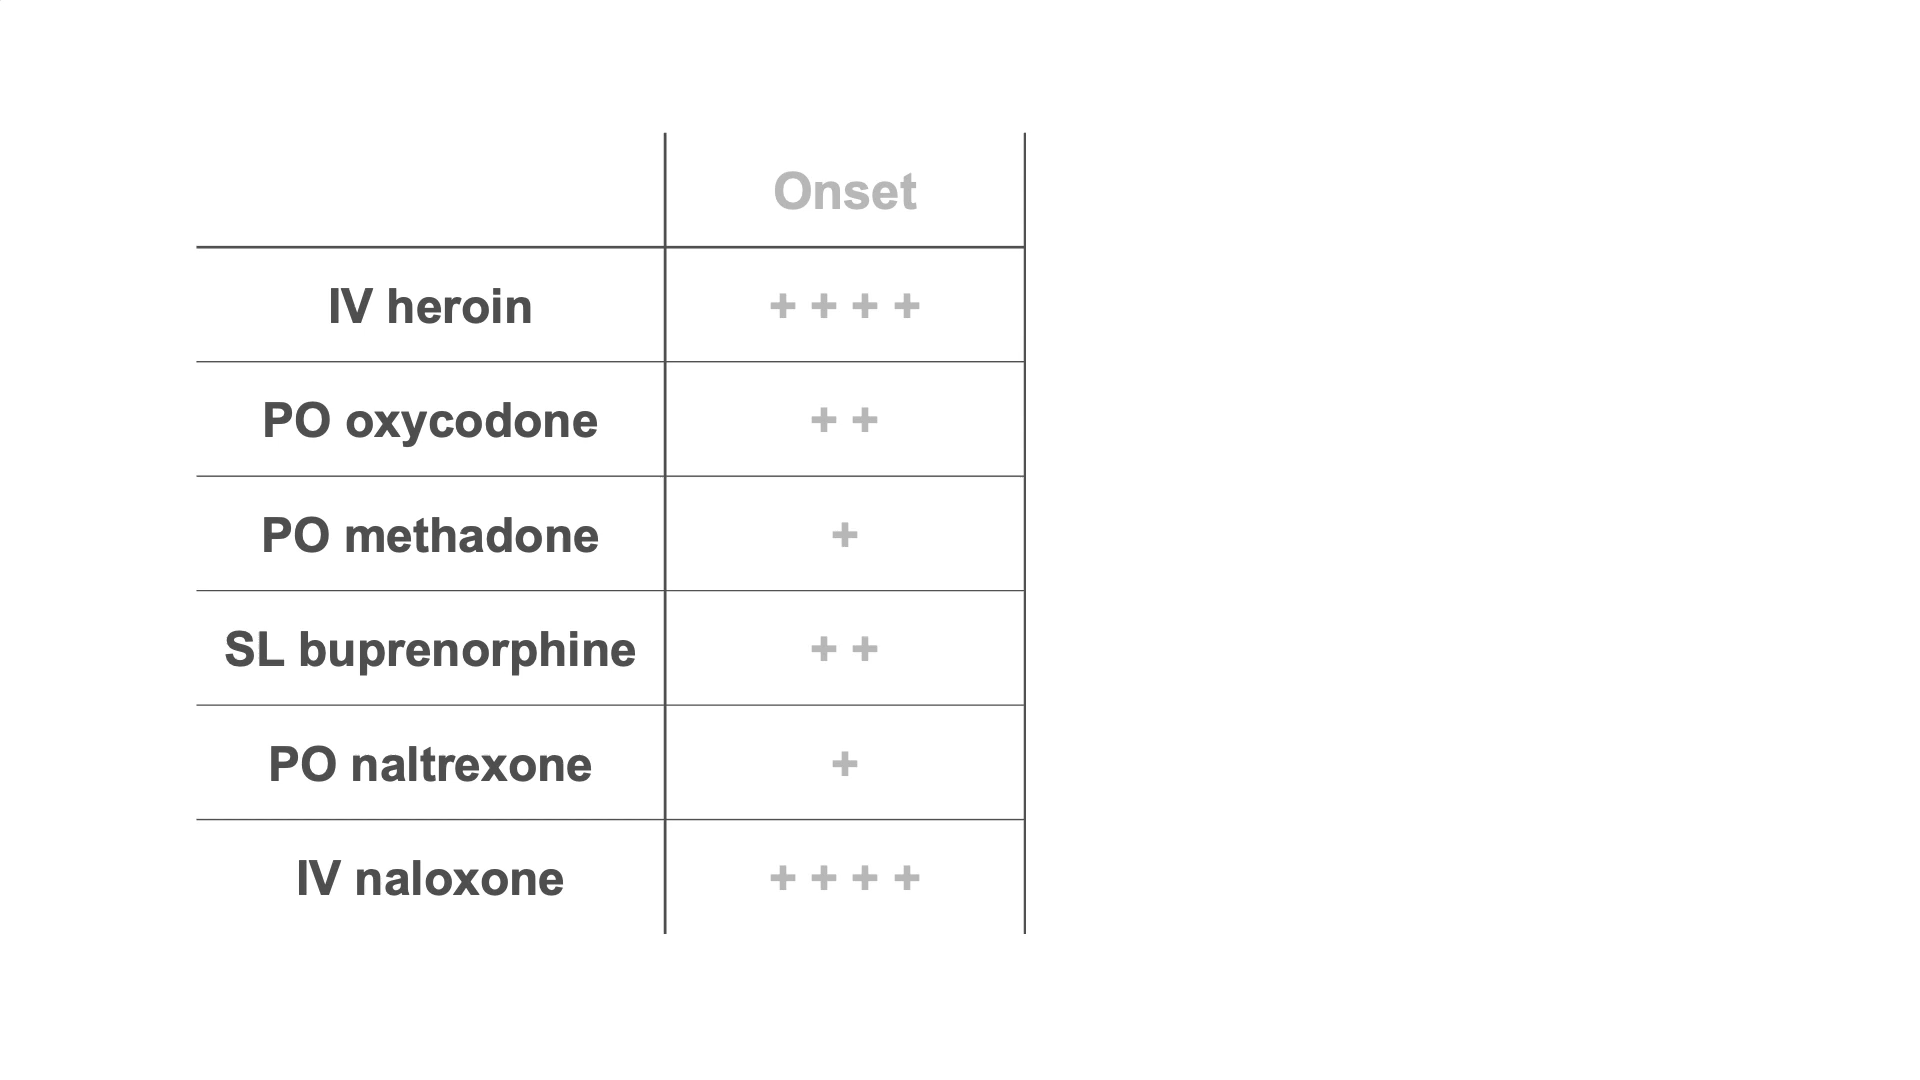 Onset
IV heroin + + + +
PO oxycodone + +
PO methadone +
SL buprenorphine + +
PO naltrexone +
IV naloxone + + + +